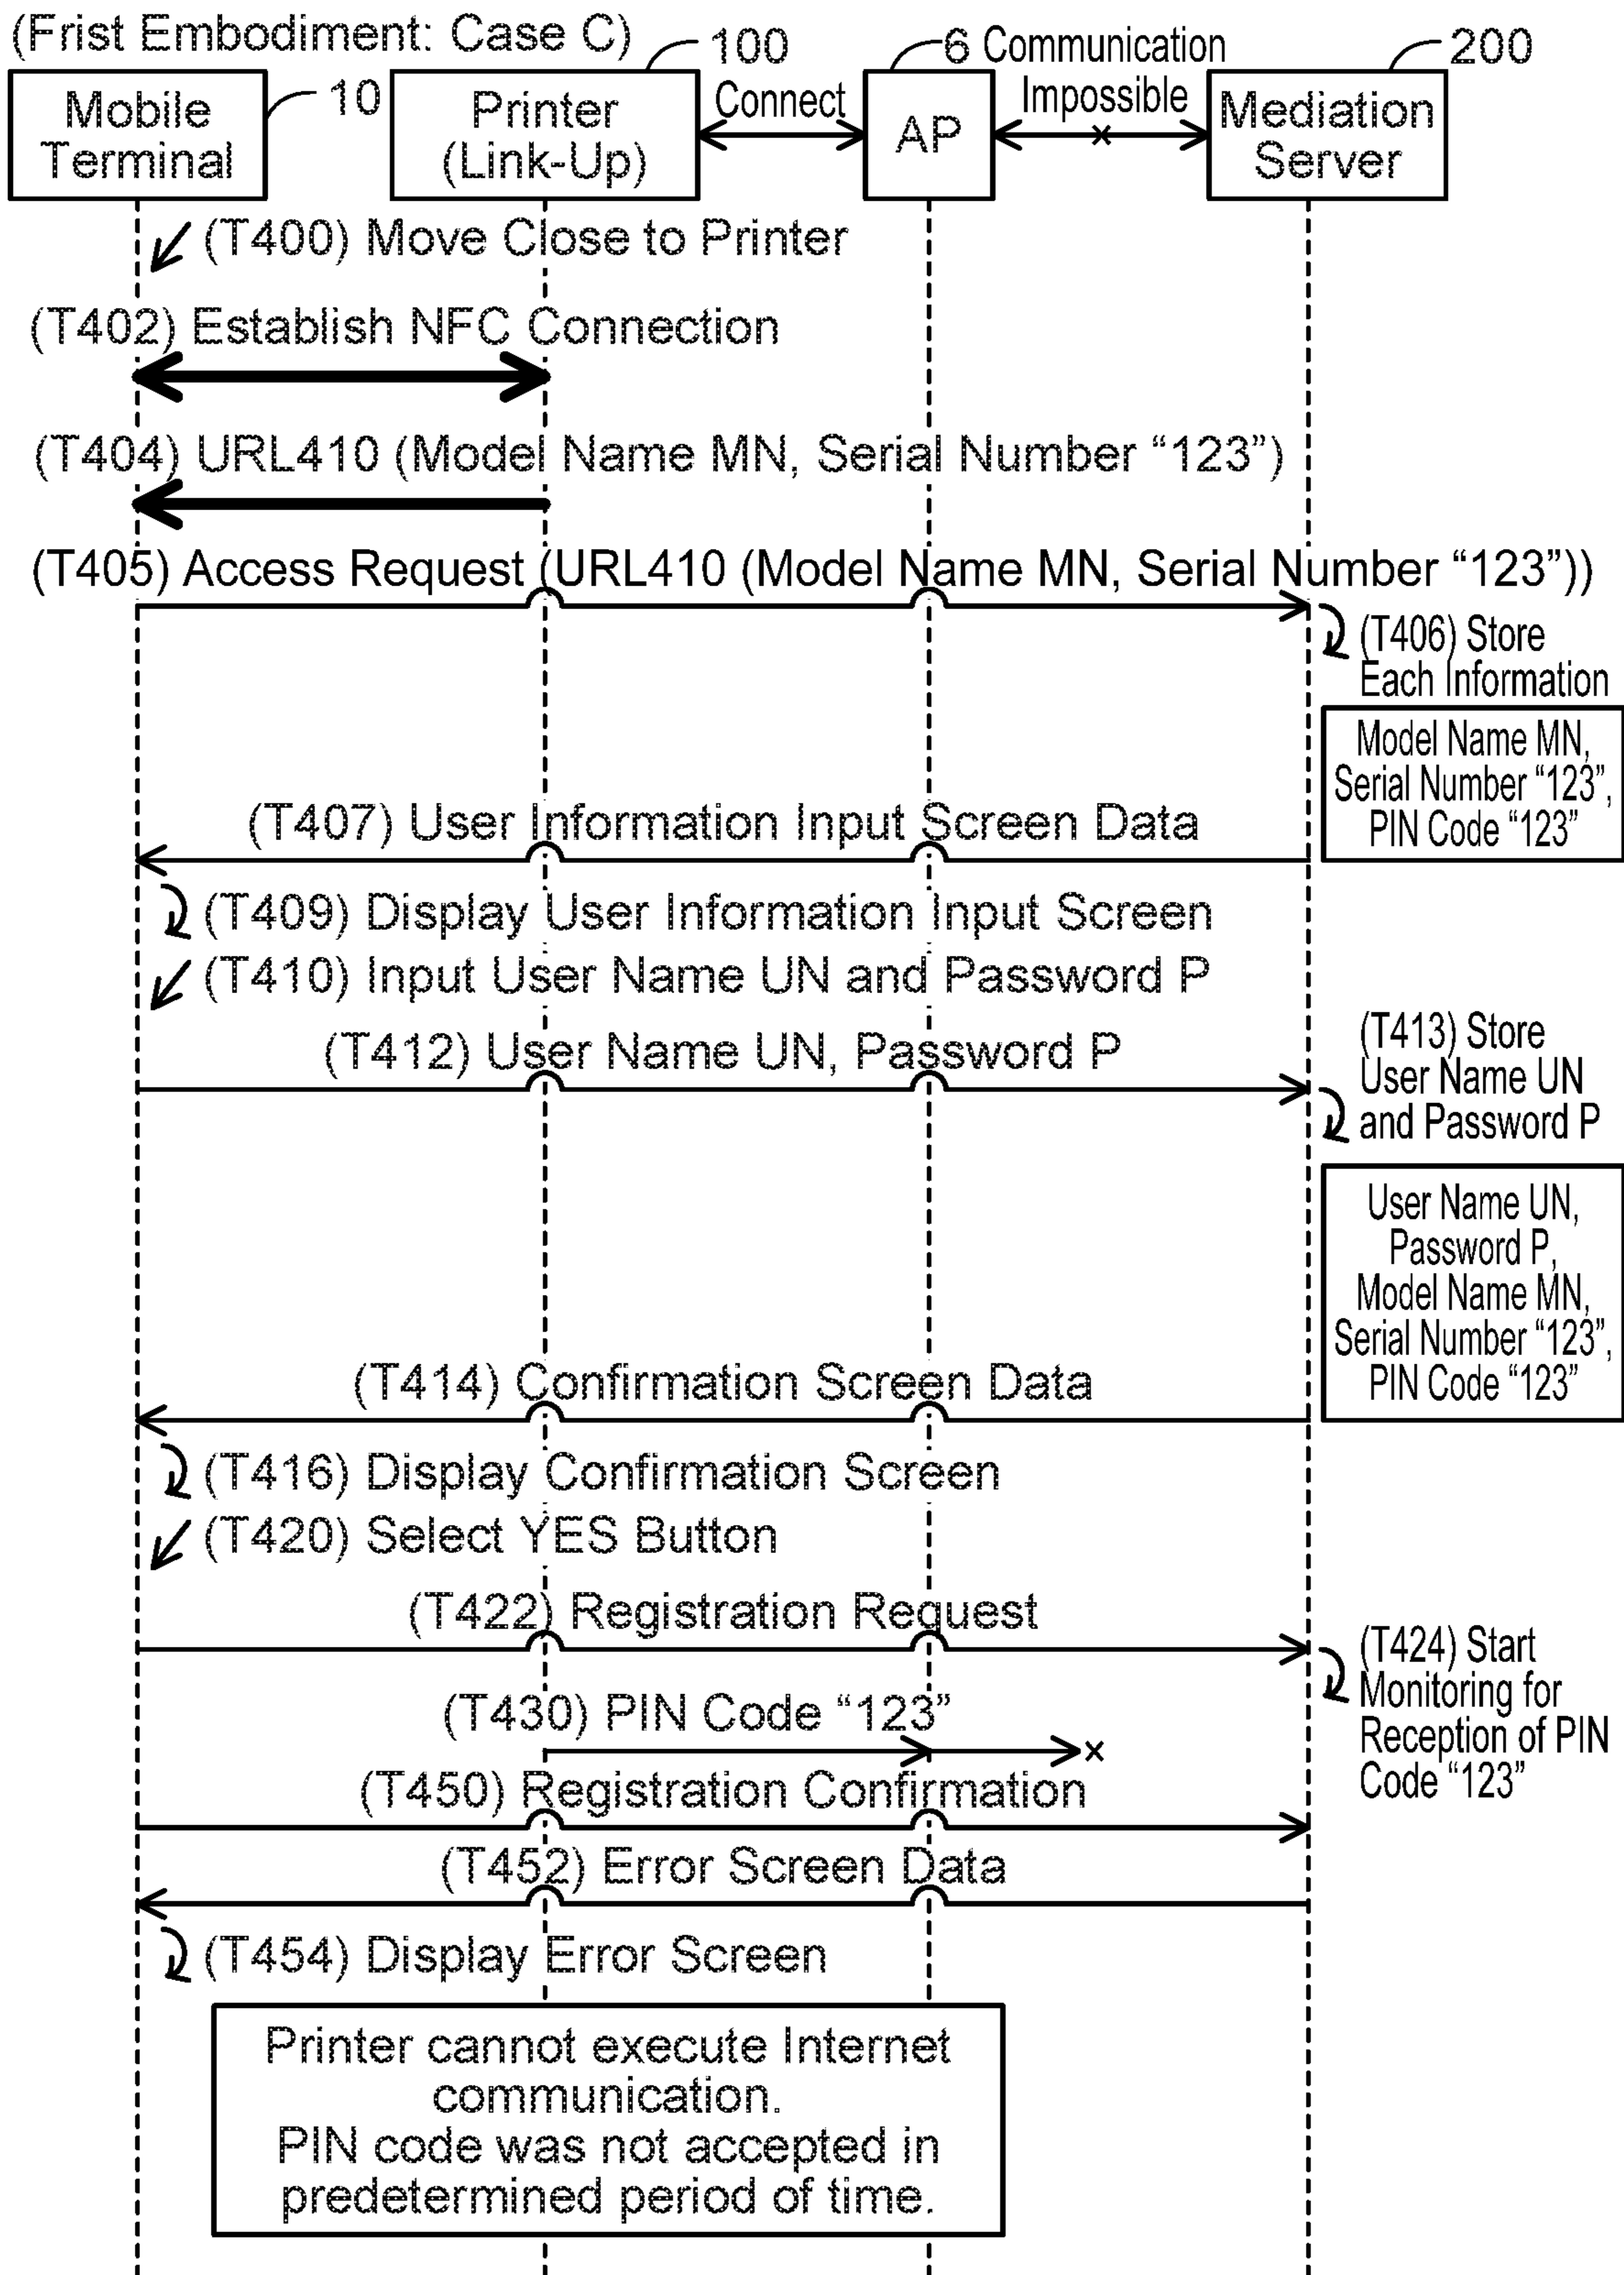 (Frist Embodiment: Case C)
100
6 Communication
Impossible
200
Mobile
Terminal
10
Printer
(Link-Up)
Connect
AP
Mediation
Server
(T400) Move Close to Printer
(T402) Establish NFC Connection
(T404) URL410 (Model Name MN, Serial Number “123”)
(T405) Access Request (URL410 (Model Name MN, Serial Number “123”))
(T406) Store
Each Information
Model Name MN,
Serial Number “123”,
PIN Code “123”
(T407) User Information Input Screen Data
(T409) Display User Information Input Screen
(T410) Input User Name UN and Password P
(T412) User Name UN, Password P
(T413) Store
User Name UN
and Password P
User Name UN,
Password P,
Model Name MN,
Serial Number “123”,
PIN Code “123”
(T414) Confirmation Screen Data
(T416) Display Confirmation Screen
(T420) Select YES Button
(T422) Registration Request
(T424) Start
Monitoring for
Reception of PIN
Code “123”
(T430) PIN Code “123”
(T450) Registration Confirmation
(T452) Error Screen Data
(T454) Display Error Screen
Printer cannot execute Internet
communication.
PIN code was not accepted in
predetermined period of time.